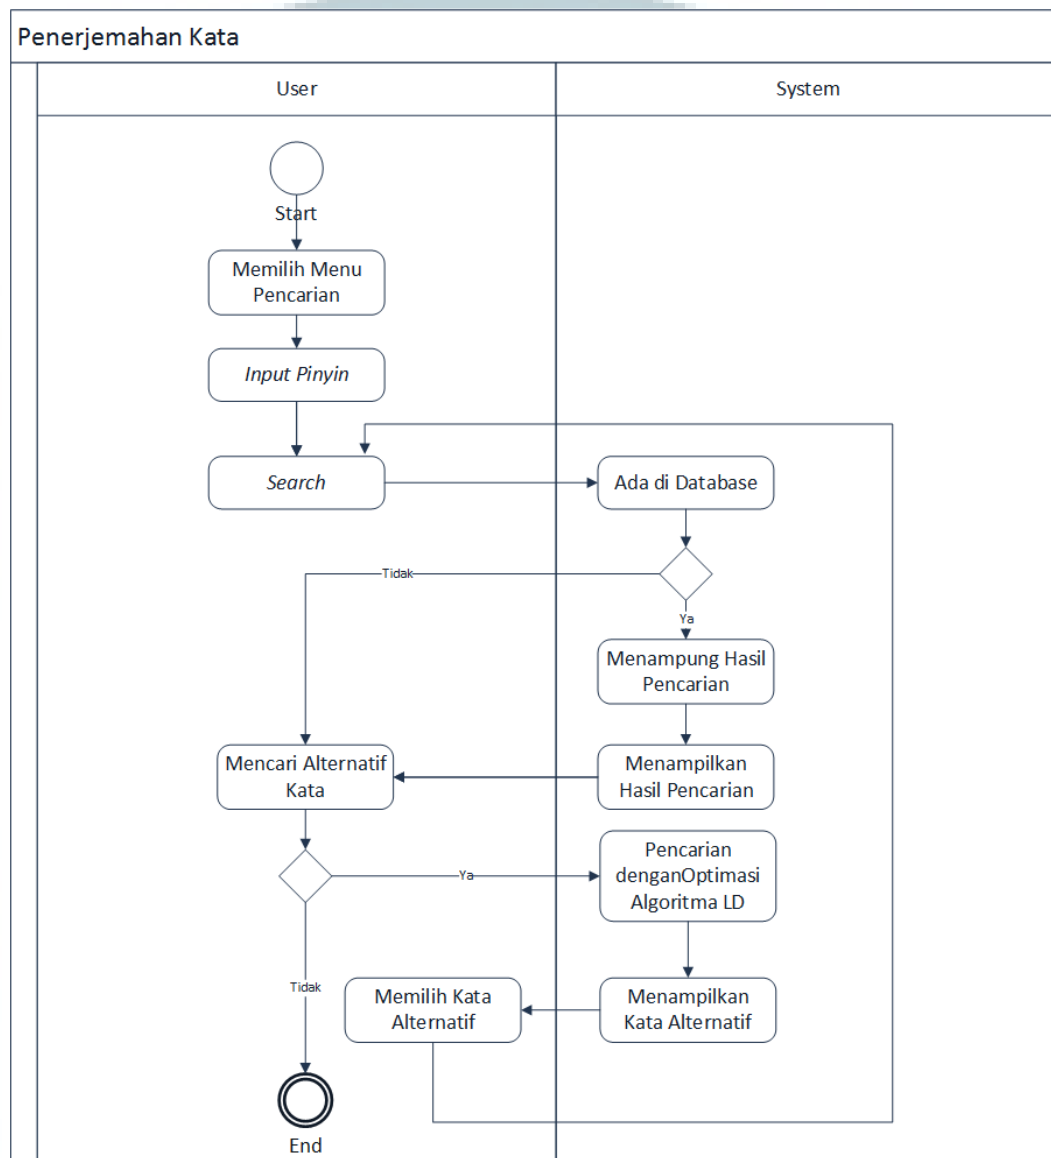 Penerjemahan Kata
User
System
Start
Memilih Menu
Pencarian
Input Pinyin
Search
Ada di Database
Tidak
Ya
Menampung Hasil
Pencarian
Mencari Alternatif
Kata
Menampilkan
Hasil Pencarian
Pencarian
denganOptimasi
Algoritma LD
Ya
Tidak
Memilih Kata
Alternatif
Menampilkan
Kata Alternatif
End